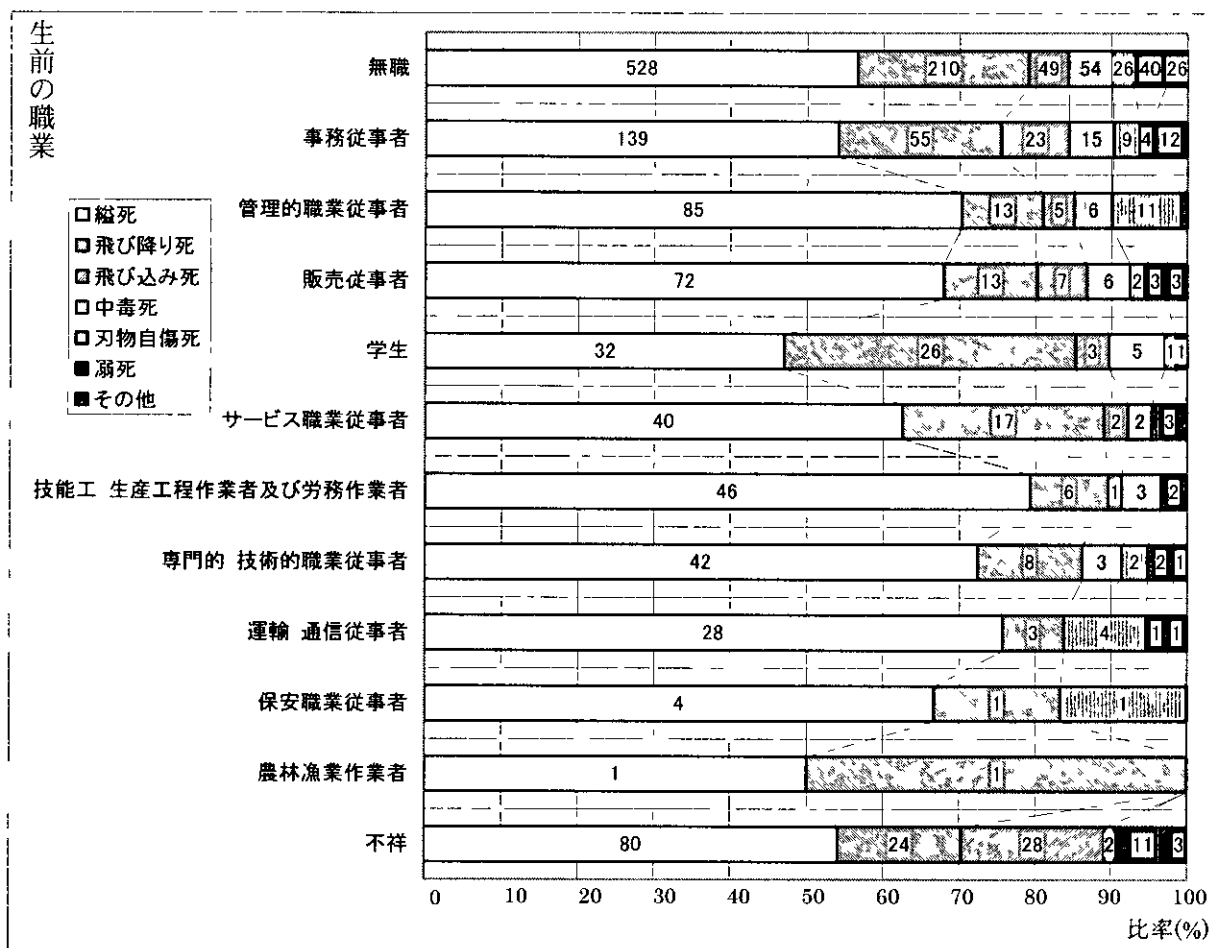 生前の職業
無職 528 210 49 54 26 40 26
事務従事者 139 55 23 15 9 4 12
管理的職業従事者 85 13 5 6 11
販売従事者 72 13 7 6 2 3 3
学生 32 26 3 5 1 1
サービス職業従事者 40 17 2 2 3
技能工 生産工程作業者及び労務作業者 46 6 1 3 2
専門的 技術的職業従事者 42 8 3 2 2 1
運輸 通信従事者 28 3 4 1 1
保安職業従事者 4 1 1
農林漁業作業者 1 1
不祥 80 24 28 2 11 3
縊死
飛び降り死
飛び込み死
中毒死
刃物自傷死
溺死
その他
0 10 20 30 40 50 60 70 80 90 100
比率(%)